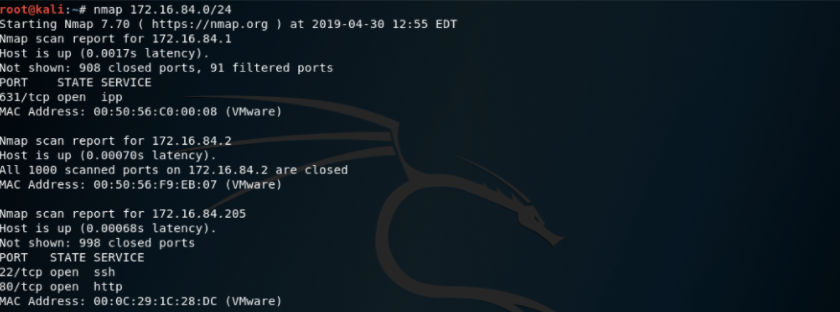 root@kali:~# nmap 172.16.84.0/24
Starting Nmap 7.70 ( https://nmap.org ) at 2019-04-30 12:55 EDT
Nmap scan report for 172.16.84.1
Host is up (0.0017s latency).
Not shown: 908 closed ports, 91 filtered ports
PORT    STATE SERVICE
631/tcp open  ipp
MAC Address: 00:50:56:C0:00:08 (VMware)

Nmap scan report for 172.16.84.2
Host is up (0.00070s latency).
All 1000 scanned ports on 172.16.84.2 are closed
MAC Address: 00:50:56:F9:EB:07 (VMware)

Nmap scan report for 172.16.84.205
Host is up (0.00068s latency).
Not shown: 998 closed ports
PORT   STATE SERVICE
22/tcp open  ssh
80/tcp open  http
MAC Address: 00:0C:29:1C:28:DC (VMware)